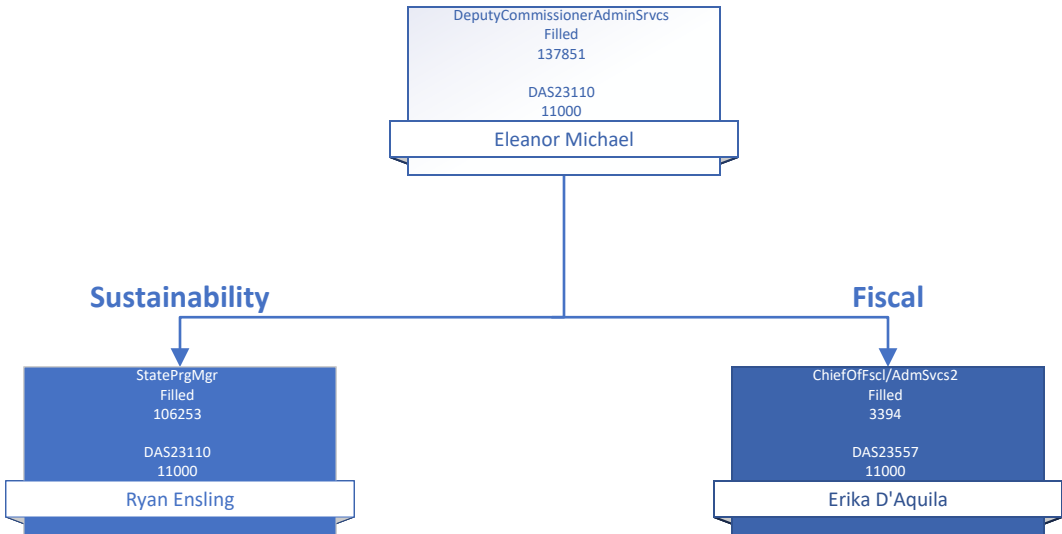 DeputyCommissionerAdminSrvcs
Filled
137851
DAS23110
11000
Eleanor Michael
Sustainability
Fiscal
StatePrgMgr
Filled
106253
DAS23110
11000
Ryan Ensling
ChiefOfFscl/AdmSvcs2
Filled
3394
DAS23557
11000
Erika D'Aquila